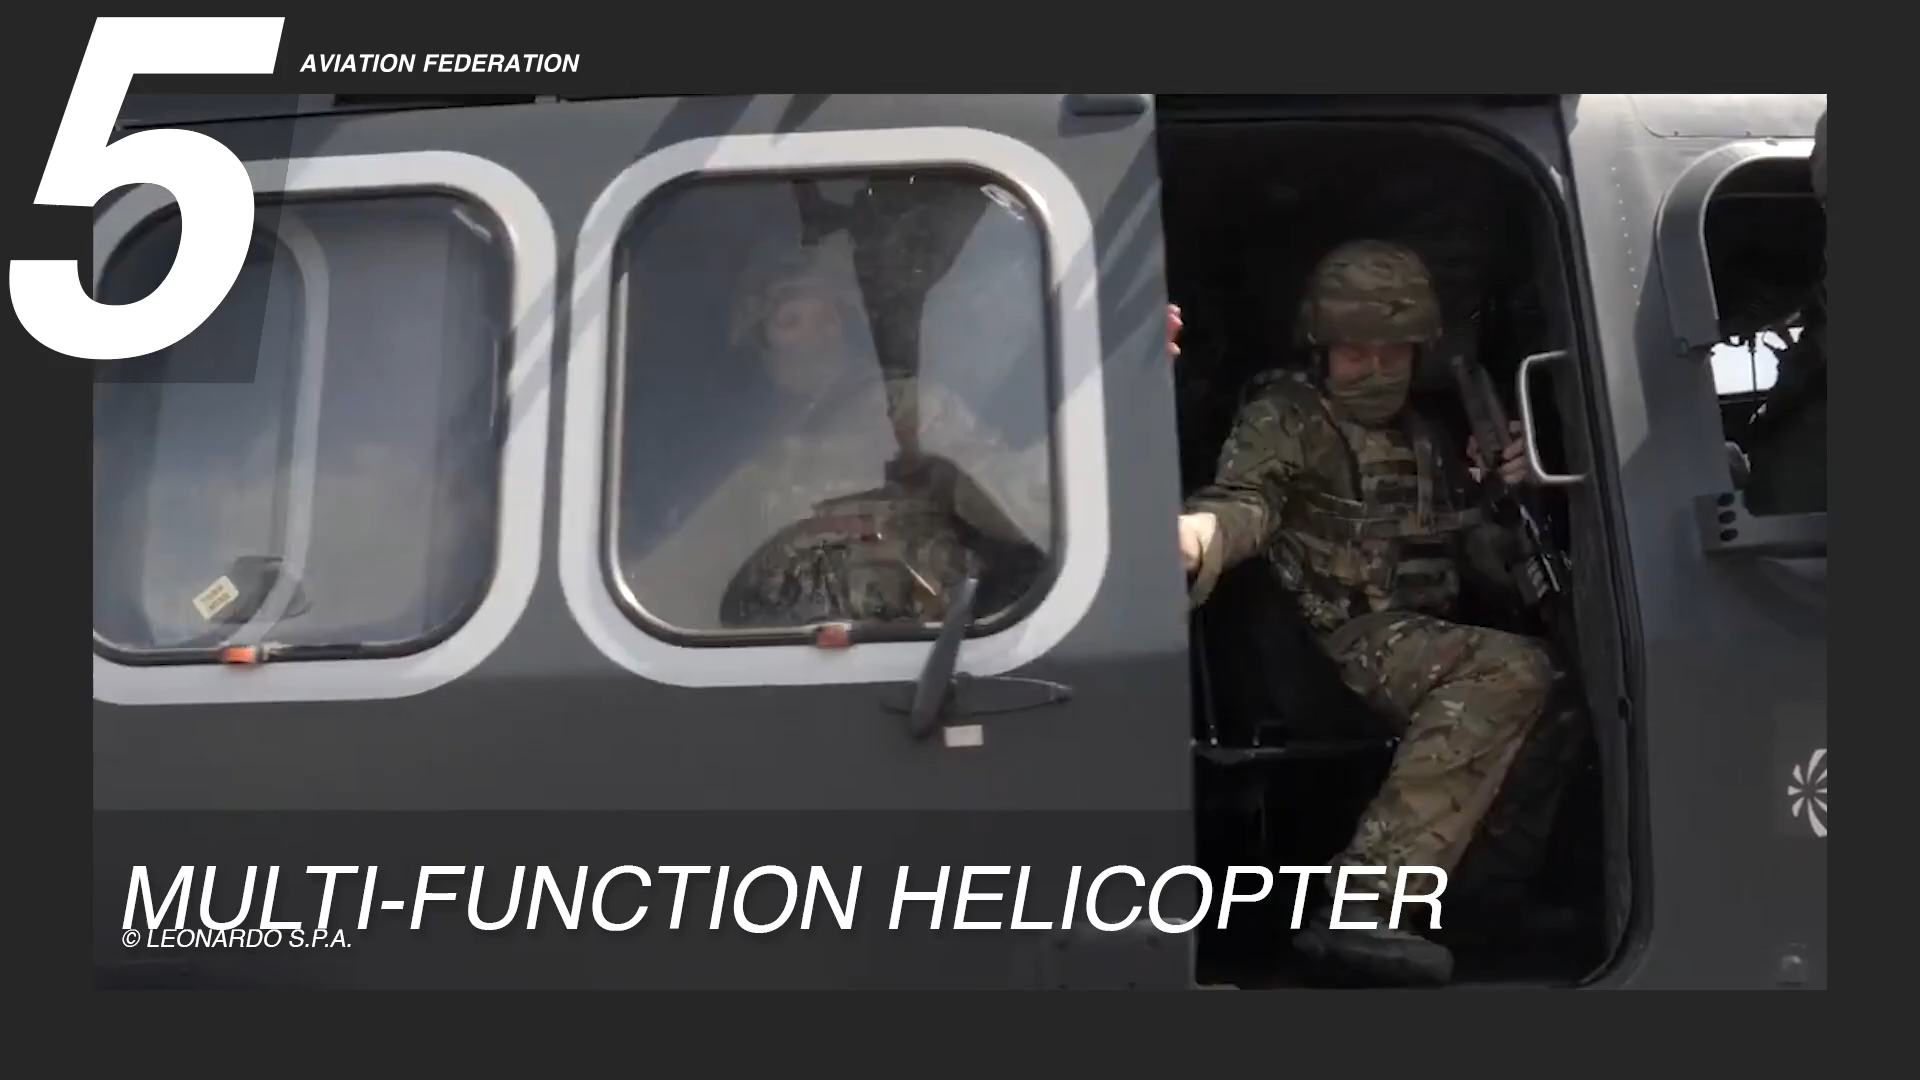 5
AVIATION FEDERATION
MULTI-FUNCTION HELICOPTER
© LEONARDO S.P.A.